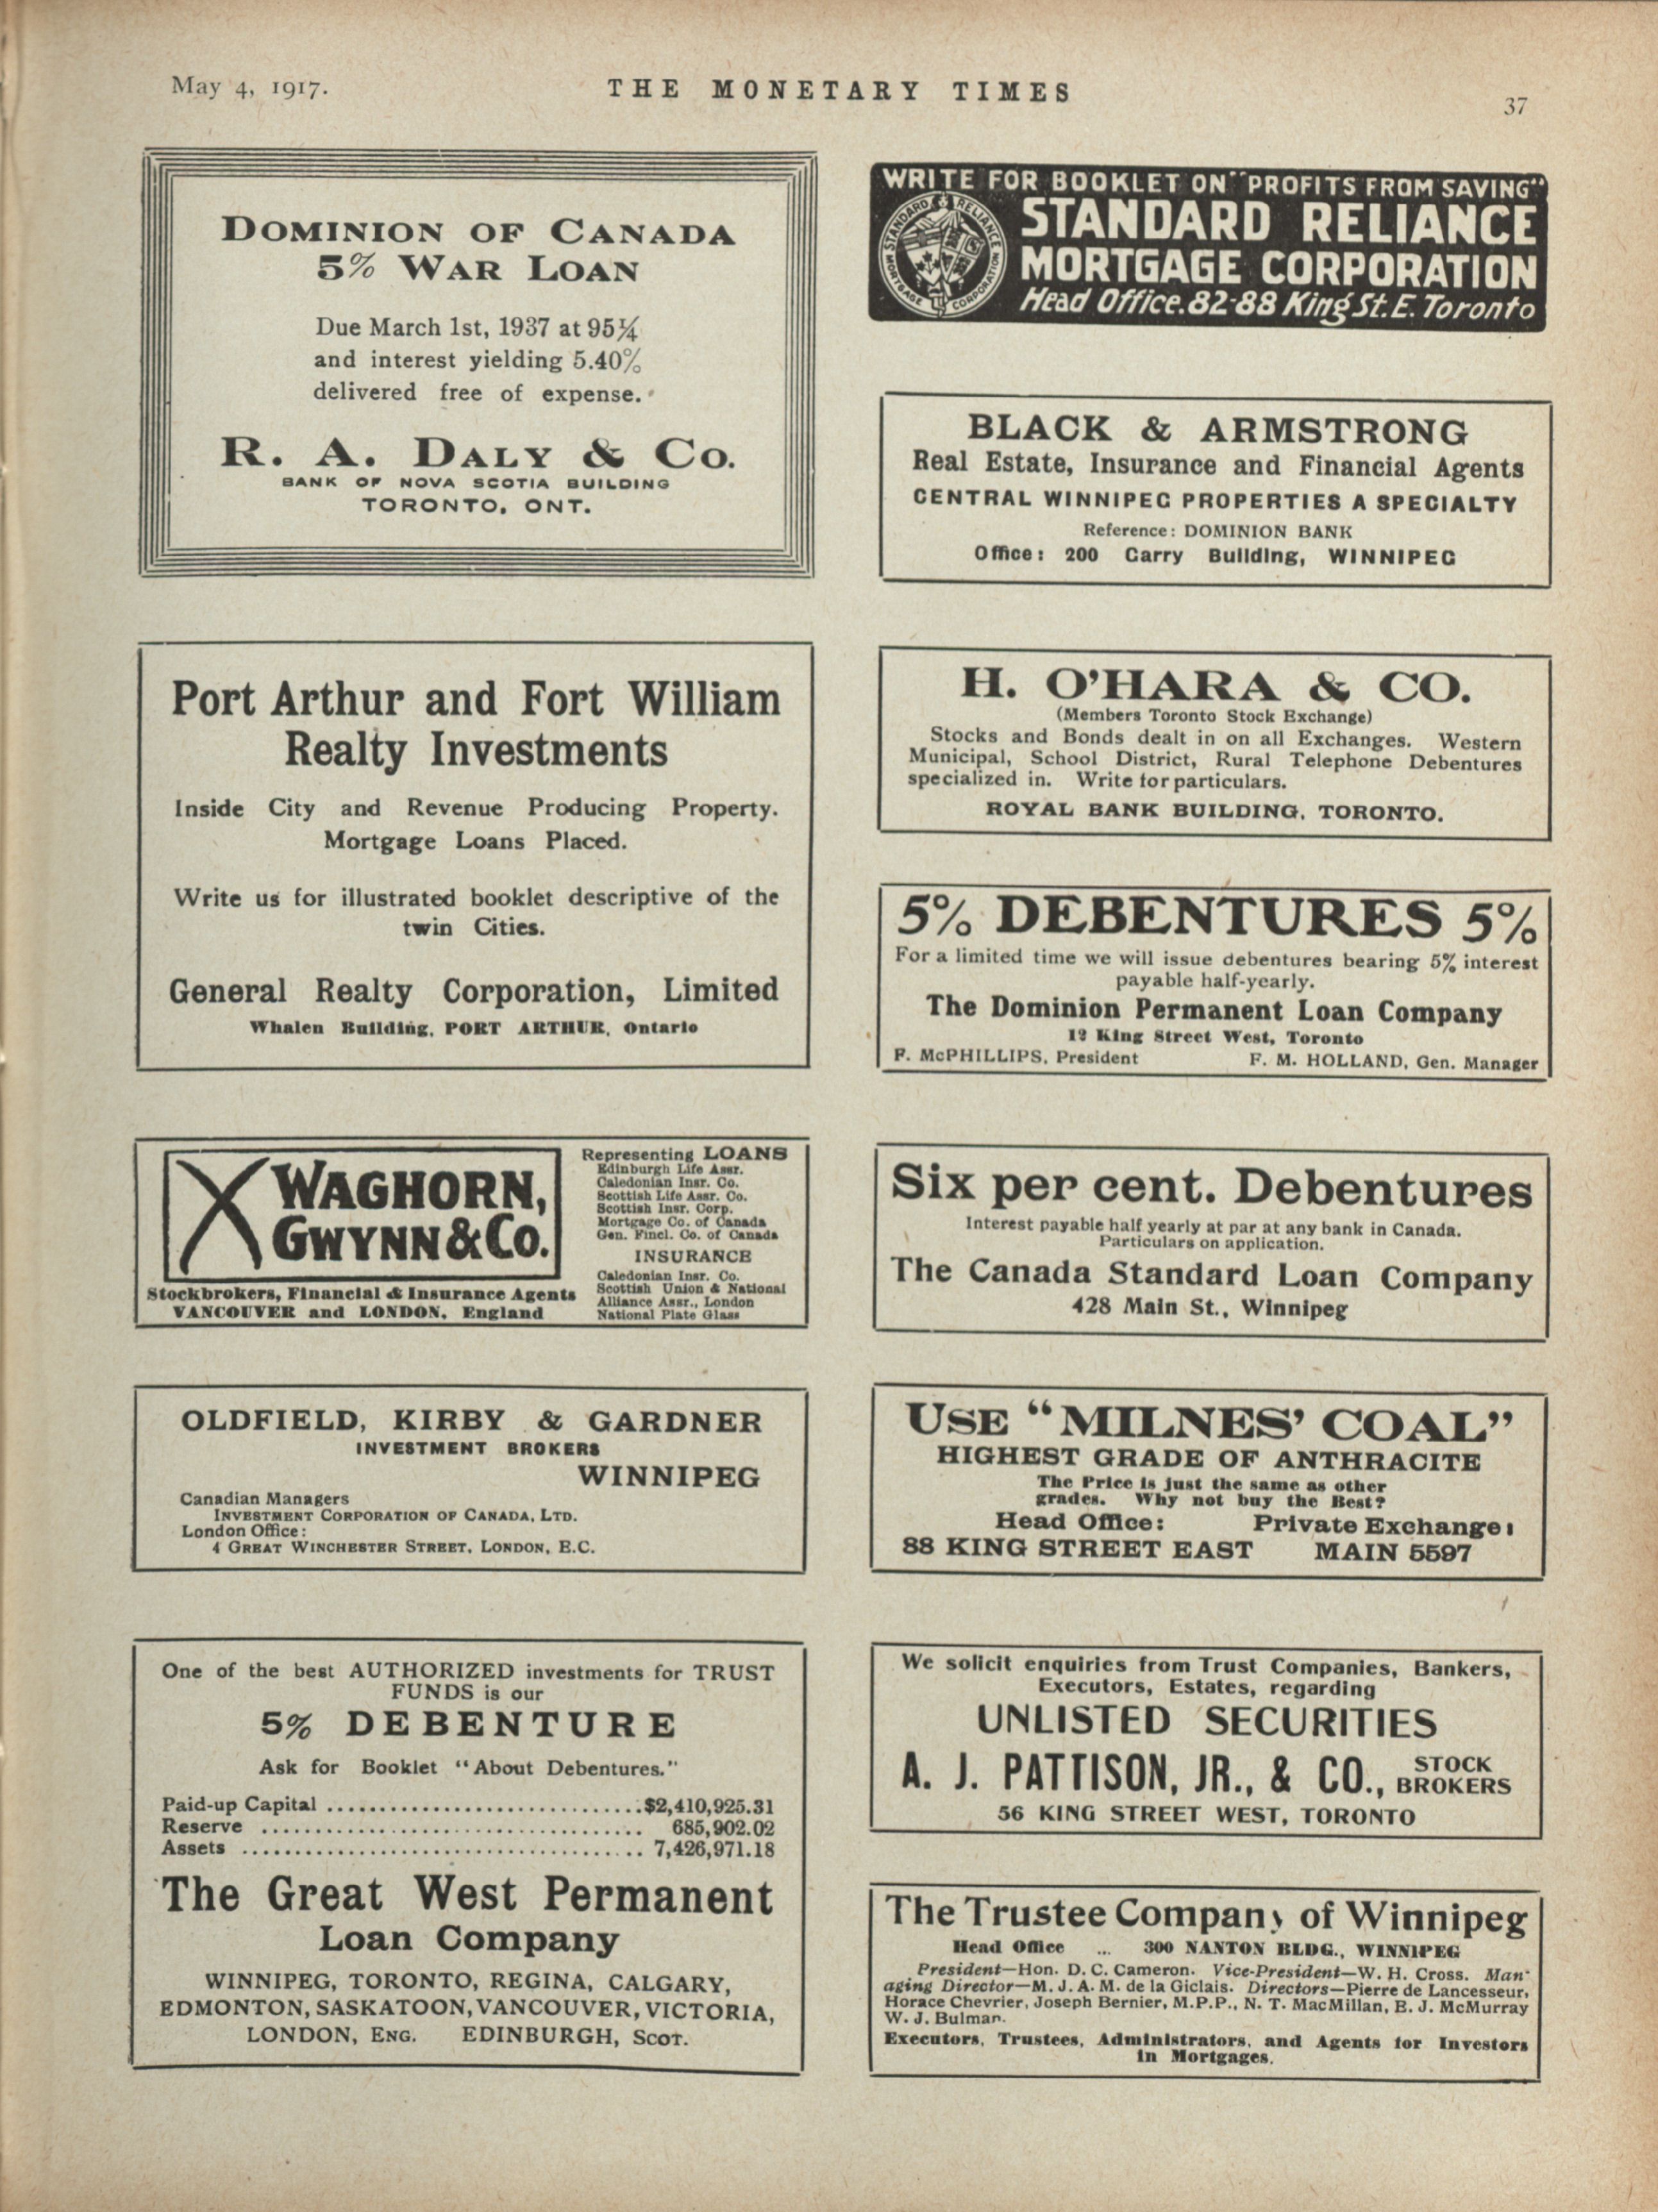 May 4, 1917.
THE MONETARY TIMES
37
DOMINION OF CANADA
5% WAR LOAN
Due March 1st, 1937 at 95¼
and interest yielding 5.40%
delivered free of expense.
R. A. DALY & CO.
BANK OF NOVA SCOTIA BUILDING
TORONTO, ONT.
Port Arthur and Fort William
Realty Investments
Inside City and Revenue Producing Property.
Mortgage Loans Placed.
Write us for illustrated booklet descriptive of the
twin Cities.
General Realty Corporation, Limited
Whalen Building, PORT ARTHUR, Ontario
WAGHORN,
GWYNN & CO.
Stockbrokers, Financial & Insurance Agents
VANCOUVER and LONDON, England
Representing LOANS
Edinburgh Life Assr.
Caledonian Insr. Co.
Scottish Life Assr. Co.
Scottish Insr. Corp.
Mortgage Co. of Canada
Gen. Fincl. Co. of Canada
INSURANCE
Caledonian Insr. Co.
Scottish Union & National
Alliance Assr., London
National Plate Glass
OLDFIELD, KIRBY & GARDNER
INVESTMENT BROKERS
WINNIPEG
Canadian Managers
INVESTMENT CORPORATION OF CANADA, LTD.
London Office:
4 GREAT WINCHESTER STREET, LONDON, E.C.
One of the best AUTHORIZED investments for TRUST
FUNDS is our
5% DEBENTURE
Ask for Booklet "About Debentures."
Paid-up Capital ..............................$2,410,925.31
Reserve .................................... 685,902.02
Assets ...................................... 7,426,971.18
The Great West Permanent
Loan Company
WINNIPEG, TORONTO, REGINA, CALGARY,
EDMONTON, SASKATOON, VANCOUVER, VICTORIA,
LONDON, ENG. EDINBURGH, SCOT.
WRITE FOR BOOKLET ON "PROFITS FROM SAVING"
STANDARD RELIANCE
MORTGAGE CORPORATION
STANDARD RELIANCE
MORTGAGE CORPORATION
Head Office. 82-88 King St. E. Toronto
BLACK & ARMSTRONG
Real Estate, Insurance and Financial Agents
CENTRAL WINNIPEG PROPERTIES A SPECIALTY
Reference: DOMINION BANK
Office: 200 Garry Building, WINNIPEG
H. O'HARA & CO.
(Members Toronto Stock Exchange)
Stocks and Bonds dealt in on all Exchanges. Western
Municipal, School District, Rural Telephone Debentures
specialized in. Write for particulars.
ROYAL BANK BUILDING, TORONTO.
5% DEBENTURES 5%
For a limited time we will issue debentures bearing 5% interest
payable half-yearly.
The Dominion Permanent Loan Company
12 King Street West, Toronto
F. McPHILLIPS, President F. M. HOLLAND, Gen. Manager
Six per cent. Debentures
Interest payable half yearly at par at any bank in Canada.
Particulars on application.
The Canada Standard Loan Company
428 Main St., Winnipeg
USE "MILNES' COAL"
HIGHEST GRADE OF ANTHRACITE
The Price is just the same as other
grades. Why not buy the Best?
Head Office: Private Exchange:
88 KING STREET EAST MAIN 5597
We solicit enquiries from Trust Companies, Bankers,
Executors, Estates, regarding
UNLISTED SECURITIES
A. J. PATTISON, JR., & CO., STOCK BROKERS
56 KING STREET WEST, TORONTO
The Trustee Company of Winnipeg
Head Office ... 300 NANTON BLDG., WINNIPEG
President—Hon. D. C. Cameron. Vice-President—W. H. Cross. Man-
aging Director—M. J. A. M. de la Giclais. Directors—Pierre de Lancesseur,
Horace Chevrier, Joseph Bernier, M.P.P., N. T. MacMillan, E. J. McMurray
W. J. Bulman.
Executors, Trustees, Administrators, and Agents for Investors
in Mortgages.